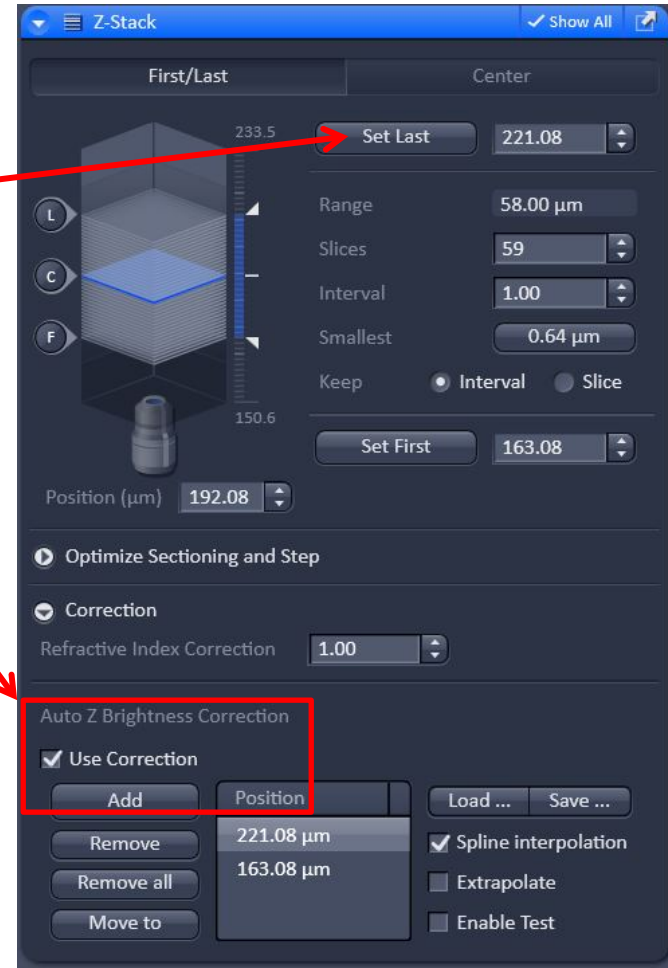 Z-Stack Show All
First/Last Center
233.5 Set Last 221.08
L Range 58.00 µm
Slices 59
C Interval 1.00
F Smallest 0.64 µm
Keep Interval Slice
150.6
Set First 163.08
Position (µm) 192.08
Optimize Sectioning and Step
Correction
Refractive Index Correction 1.00
Auto Z Brightness Correction
Use Correction
Add Position Load ... Save ...
Remove 221.08 µm Spline interpolation
Remove all 163.08 µm Extrapolate
Move to Enable Test